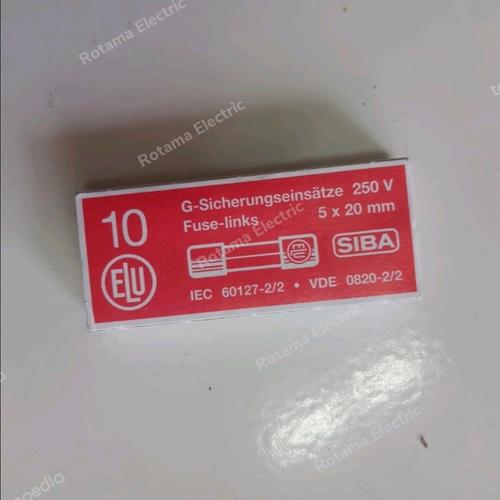 Rotama Electric
Rotama Electric
10
G-Sicherungseinsätze 250 V
Fuse-links
5 x 20 mm
Rotama Electric
ELU
ELU
SIBA
IEC 60127-2/2 • VDE 0820-2/2
Rotama Electric
Rotama Electric